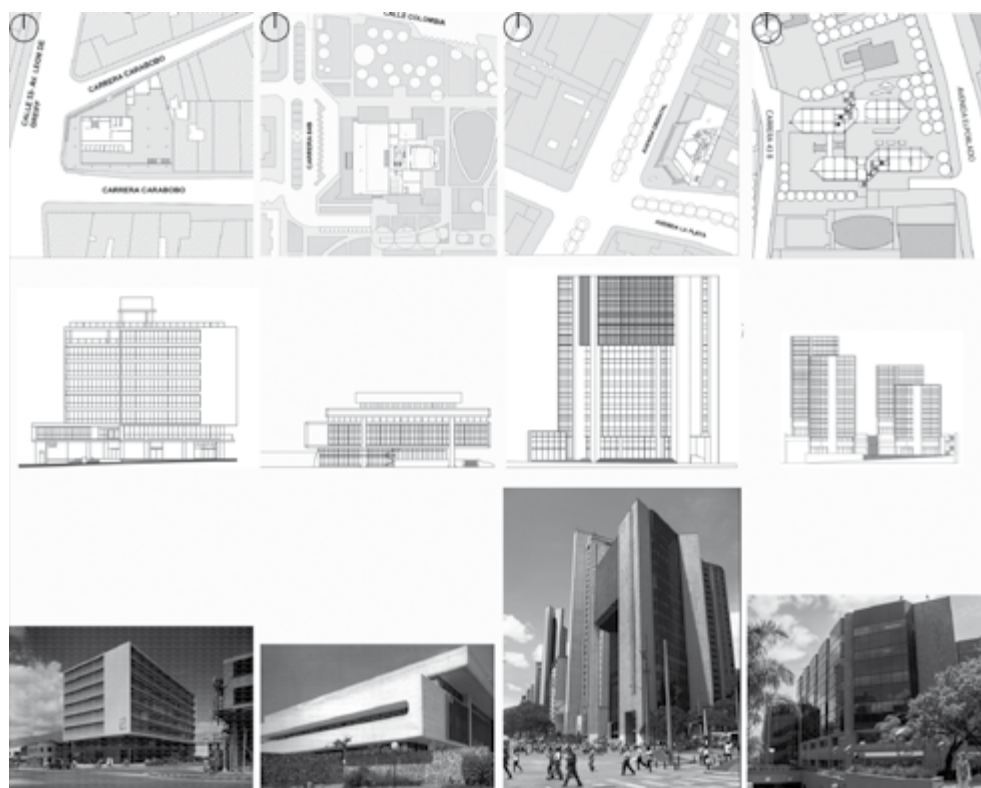 CALLE 53- AV. LEON DE
GREIFF
CARRERA CARABOBO
CARRERA CARABOBO
CALLE COLOMBIA
CARRERA 64B
AVENIDA ORIENTAL
AVENIDA LA PLAYA
CARRERA 43 B
AVENIDA El POBLADO